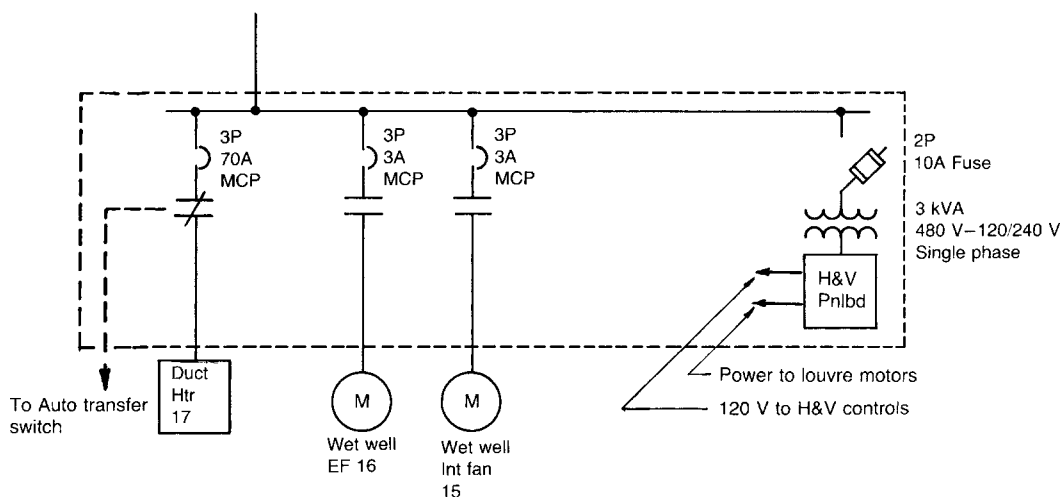 3P
70A
MCP
3P
3A
MCP
3P
3A
MCP
2P
10A Fuse
3 kVA
480 V–120/240 V
Single phase
H&V
Pnlbd
Duct
Htr
17
M
M
To Auto transfer
switch
Wet well
EF 16
Wet well
Int fan
15
Power to louvre motors
120 V to H&V controls